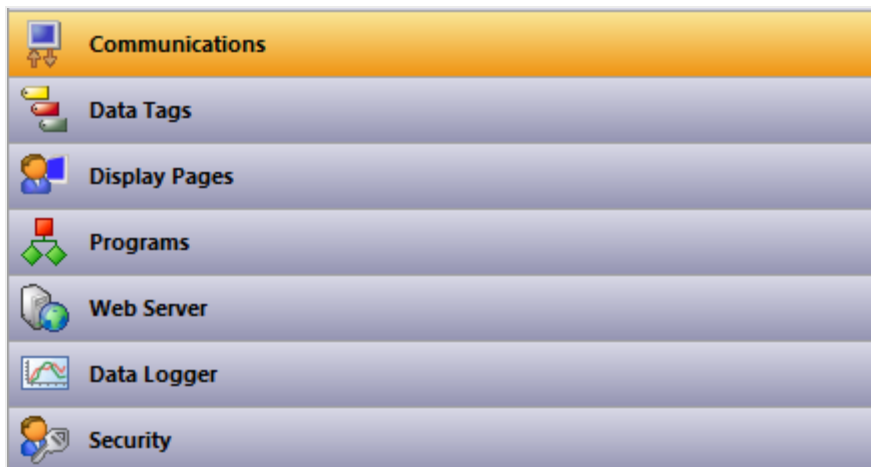 Communications
Data Tags
Display Pages
Programs
Web Server
Data Logger
Security